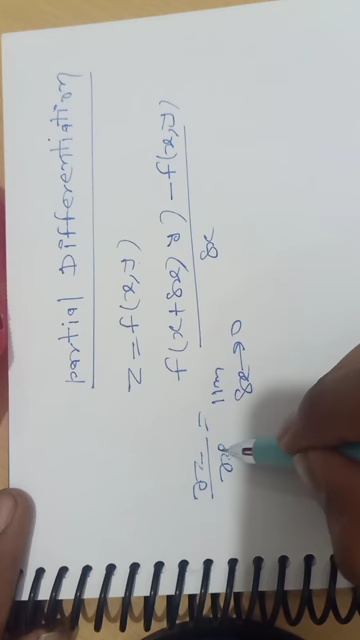 Partial Differentiation
Z = f(x,y)
∂z/∂x = lim δx→0 f(x+δx, y) − f(x,y) / δx